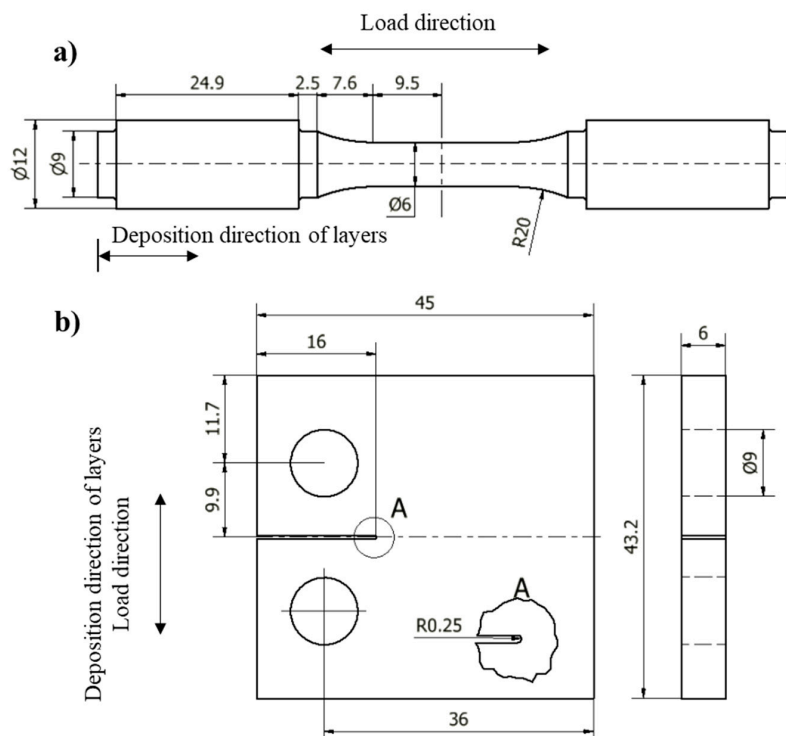 Load direction
a)
24.9
2.5
7.6
9.5
Ø12
Ø9
Ø6
R20
Deposition direction of layers
b)
45
16
6
11.7
9.9
A
Ø9
43.2
Deposition direction of layers
Load direction
A
R0.25
36